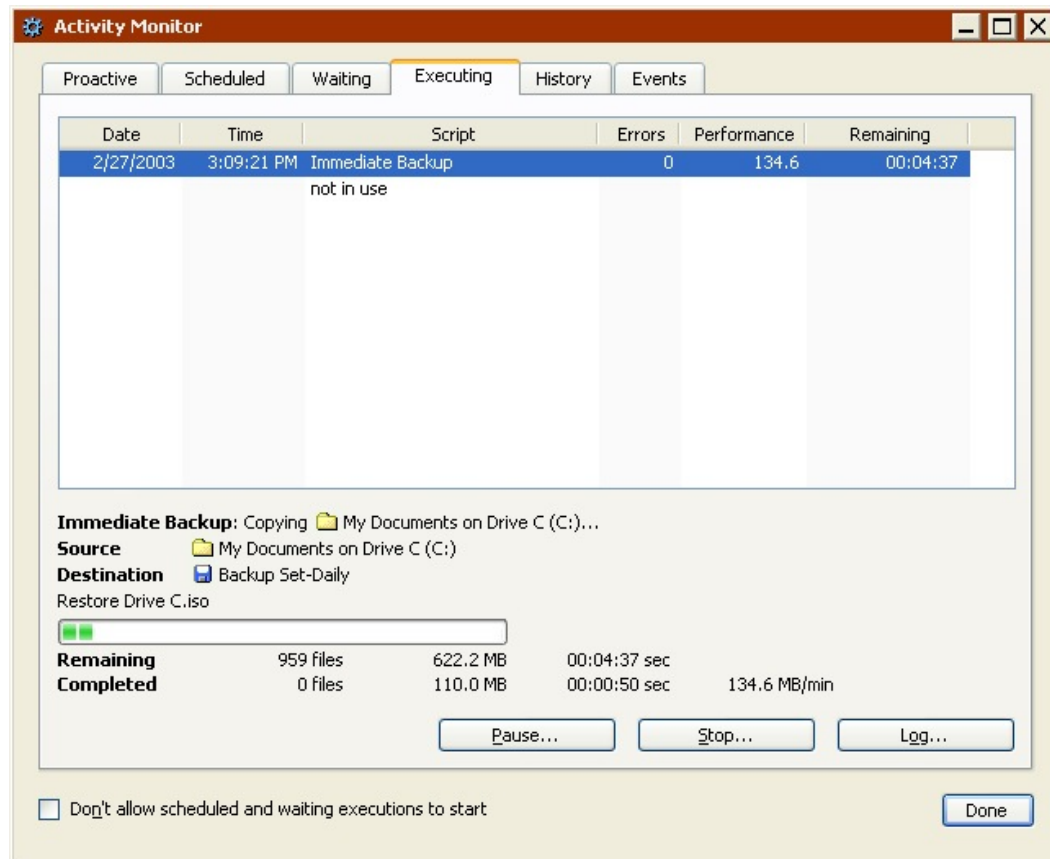 Activity Monitor
Proactive Scheduled Waiting Executing History Events
Date Time Script Errors Performance Remaining
2/27/2003 3:09:21 PM Immediate Backup 0 134.6 00:04:37
not in use
Immediate Backup: Copying My Documents on Drive C (C:)...
Source My Documents on Drive C (C:)
Destination Backup Set-Daily
Restore Drive C.iso
Remaining 959 files 622.2 MB 00:04:37 sec
Completed 0 files 110.0 MB 00:00:50 sec 134.6 MB/min
Pause... Stop... Log...
Don't allow scheduled and waiting executions to start Done